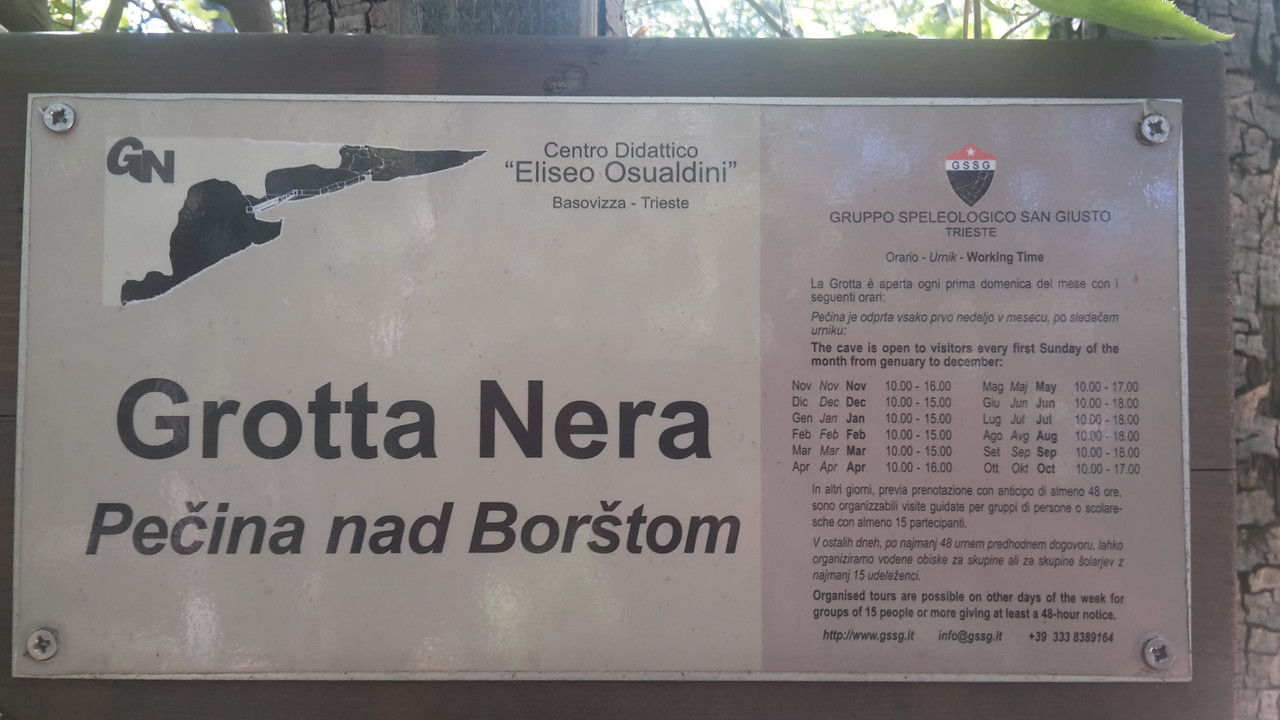 GN
Centro Didattico
“Eliseo Osualdini”
Basovizza - Trieste
Grotta Nera
Pečina nad Borštom
GSSG
GRUPPO SPELEOLOGICO SAN GIUSTO
TRIESTE
Orario - Urnik - Working Time
La Grotta è aperta ogni prima domenica del mese con i
seguenti orari:
Pečina je odprta vsako prvo nedeljo v mesecu, po sledečem
urniku:
The cave is open to visitors every first Sunday of the
month from genuary to december:
Nov Nov Nov 10.00 - 16.00 Mag Maj May 10.00 - 17.00
Dic Dec Dec 10.00 - 15.00 Giu Jun Jun 10.00 - 18.00
Gen Jan Jan 10.00 - 15.00 Lug Jul Jul 10.00 - 18.00
Feb Feb Feb 10.00 - 15.00 Ago Avg Aug 10.00 - 18.00
Mar Mar Mar 10.00 - 15.00 Set Sep Sep 10.00 - 18.00
Apr Apr Apr 10.00 - 16.00 Ott Okt Oct 10.00 - 17.00
In altri giorni, previa prenotazione con anticipo di almeno 48 ore,
sono organizzabili visite guidate per gruppi di persone o scolare-
sche con almeno 15 partecipanti.
V ostalih dneh, po najmanj 48 urnem predhodnem dogovoru, lahko
organiziramo vodene obiske za skupine ali za skupine šolarjev z
najmanj 15 udeleženci.
Organised tours are possible on other days of the week for
groups of 15 people or more giving at least a 48-hour notice.
http://www.gssg.it info@gssg.it +39 333 8389164